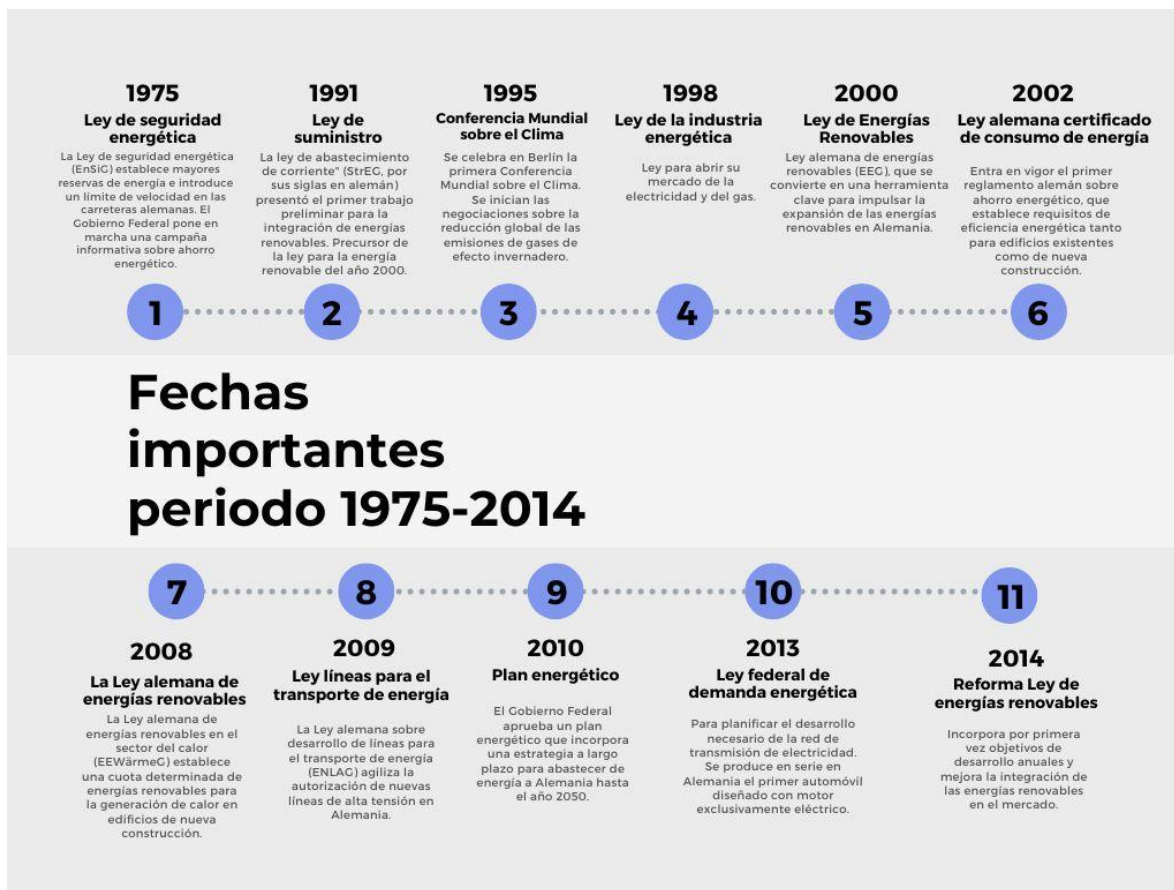 1975
Ley de seguridad
energética
La Ley de seguridad energética
(EnSiG) establece mayores
reservas de energía e introduce
un límite de velocidad en las
carreteras alemanas. El
Gobierno Federal pone en
marcha una campaña
informativa sobre ahorro
energético.
1
1991
Ley de
suministro
La ley de abastecimiento
de corriente" (StrEG, por
sus siglas en alemán)
presentó el primer trabajo
preliminar para la
integración de energías
renovables. Precursor de
la ley para la energía
renovable del año 2000.
2
1995
Conferencia Mundial
sobre el Clima
Se celebra en Berlín la
primera Conferencia
Mundial sobre el Clima.
Se inician las
negociaciones sobre la
reducción global de las
emisiones de gases de
efecto invernadero.
3
1998
Ley de la industria
energética
Ley para abrir su
mercado de la
electricidad y del gas.
4
2000
Ley de Energías
Renovables
Ley alemana de energías
renovables (EEG), que se
convierte en una herramienta
clave para impulsar la
expansión de las energías
renovables en Alemania.
5
2002
Ley alemana certificado
de consumo de energía
Entra en vigor el primer
reglamento alemán sobre
ahorro energético, que
establece requisitos de
eficiencia energética tanto
para edificios existentes
como de nueva
construcción.
6
Fechas
importantes
periodo 1975-2014
7
2008
La Ley alemana de
energías renovables
La Ley alemana de
energías renovables en el
sector del calor
(EEWärmeG) establece
una cuota determinada de
energías renovables para
la generación de calor en
edificios de nueva
construcción.
8
2009
Ley líneas para el
transporte de energía
La Ley alemana sobre
desarrollo de líneas para
el transporte de energía
(ENLAG) agiliza la
autorización de nuevas
líneas de alta tensión en
Alemania.
9
2010
Plan energético
El Gobierno Federal
aprueba un plan
energético que incorpora
una estrategia a largo
plazo para abastecer de
energía a Alemania hasta
el año 2050.
10
2013
Ley federal de
demanda energética
Para planificar el desarrollo
necesario de la red de
transmisión de electricidad.
Se produce en serie en
Alemania el primer automóvil
diseñado con motor
exclusivamente eléctrico.
11
2014
Reforma Ley de
energías renovables
Incorpora por primera
vez objetivos de
desarrollo anuales y
mejora la integración de
las energías renovables
en el mercado.